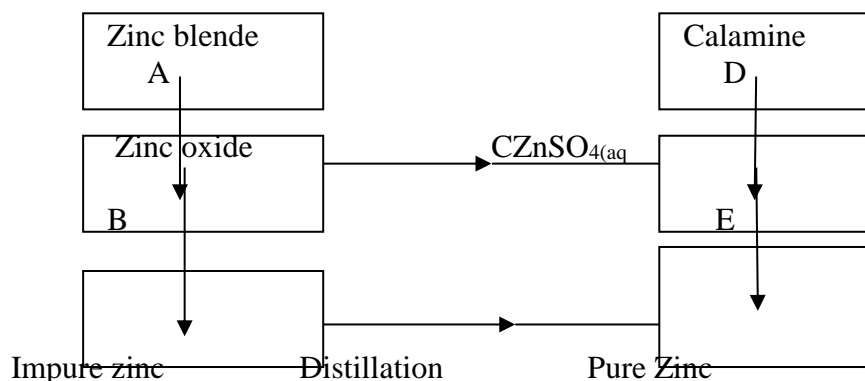 Zinc blende Calamine
A D
Zinc oxide CZnSO4(aq
B E
Impure zinc Distillation Pure Zinc